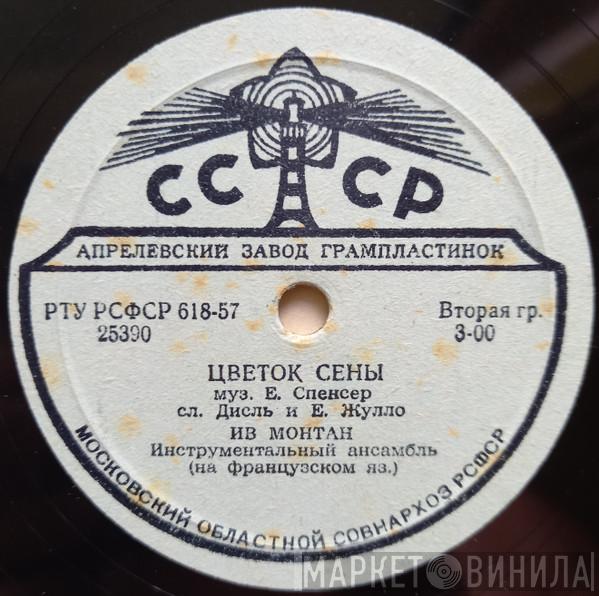 СССР
АПРЕЛЕВСКИЙ ЗАВОД ГРАМПЛАСТИНОК
РТУ РСФСР 618-57
25390
Вторая гр.
3-00
ЦВЕТОК СЕНЫ
муз. Е. Спенсер
сл. Дисль и Е. Жулло
ИВ МОНТАН
Инструментальный ансамбль
(на французском яз.)
МОСКОВСКИЙ ОБЛАСТНОЙ СОВНАРХОЗ РСФСР
МАРКЕТ ВИНИЛА